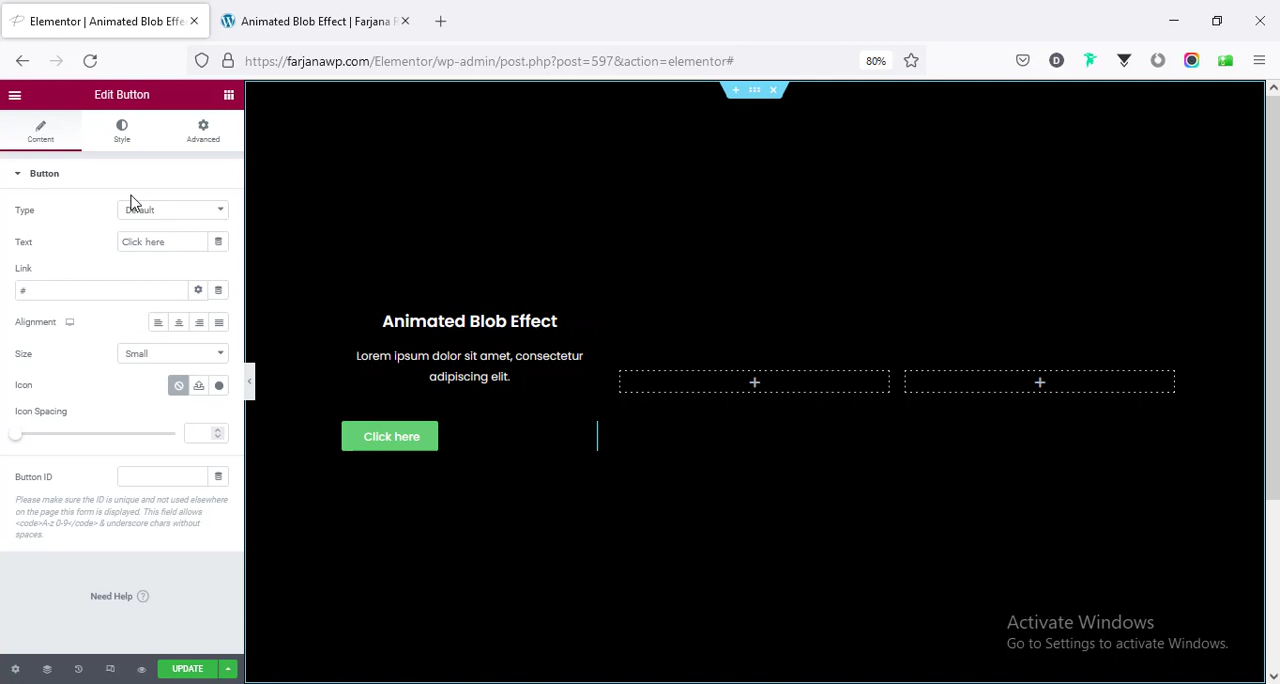 Elementor | Animated Blob Effe
Animated Blob Effect | Farjana R
https://farjanawp.com/Elementor/wp-admin/post.php?post=597&action=elementor#
80%
Edit Button
Content
Style
Advanced
Button
Type
Default
Text
Click here
Link
#
Alignment
Size
Small
Icon
Icon Spacing
Button ID
Please make sure the ID is unique and not used elsewhere
on the page this form is displayed. This field allows
<code>A-z 0-9</code> & underscore chars without
spaces.
Need Help
UPDATE
Animated Blob Effect
Lorem ipsum dolor sit amet, consectetur
adipiscing elit.
Click here
Activate Windows
Go to Settings to activate Windows.